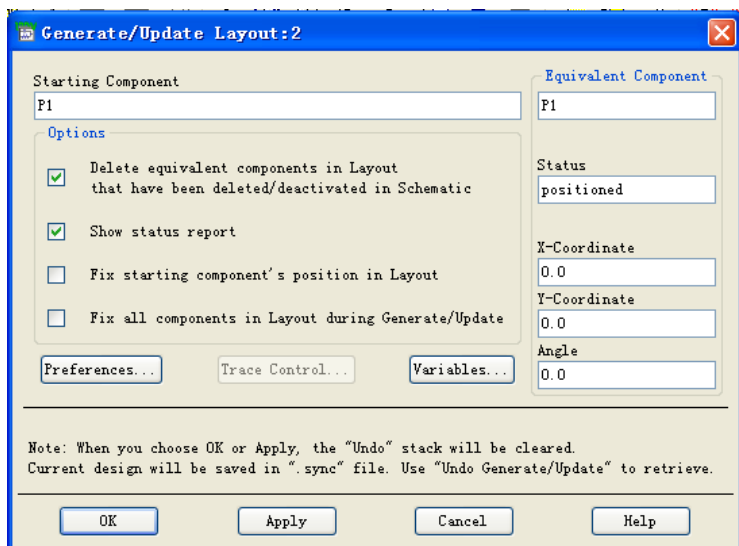 Generate/Update Layout:2
Starting Component
P1
Equivalent Component
P1
Options
Delete equivalent components in Layout
that have been deleted/deactivated in Schematic
Show status report
Fix starting component's position in Layout
Fix all components in Layout during Generate/Update
Status
positioned
X-Coordinate
0.0
Y-Coordinate
0.0
Angle
0.0
Preferences...
Trace Control...
Variables...
Note: When you choose OK or Apply, the "Undo" stack will be cleared.
Current design will be saved in ".sync" file. Use "Undo Generate/Update" to retrieve.
OK
Apply
Cancel
Help